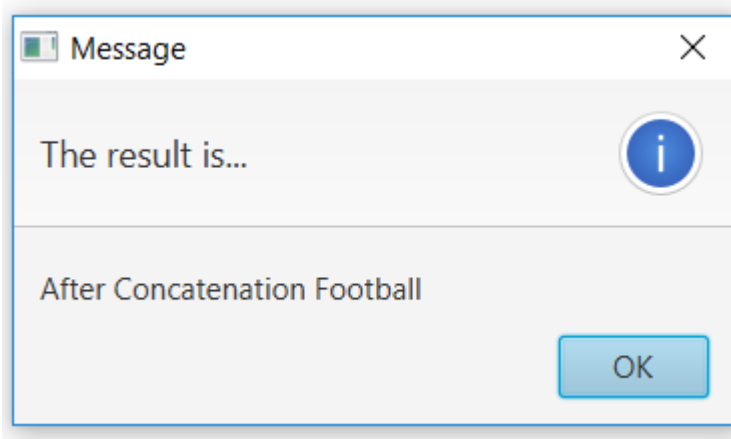 Message
The result is...
After Concatenation Football
OK